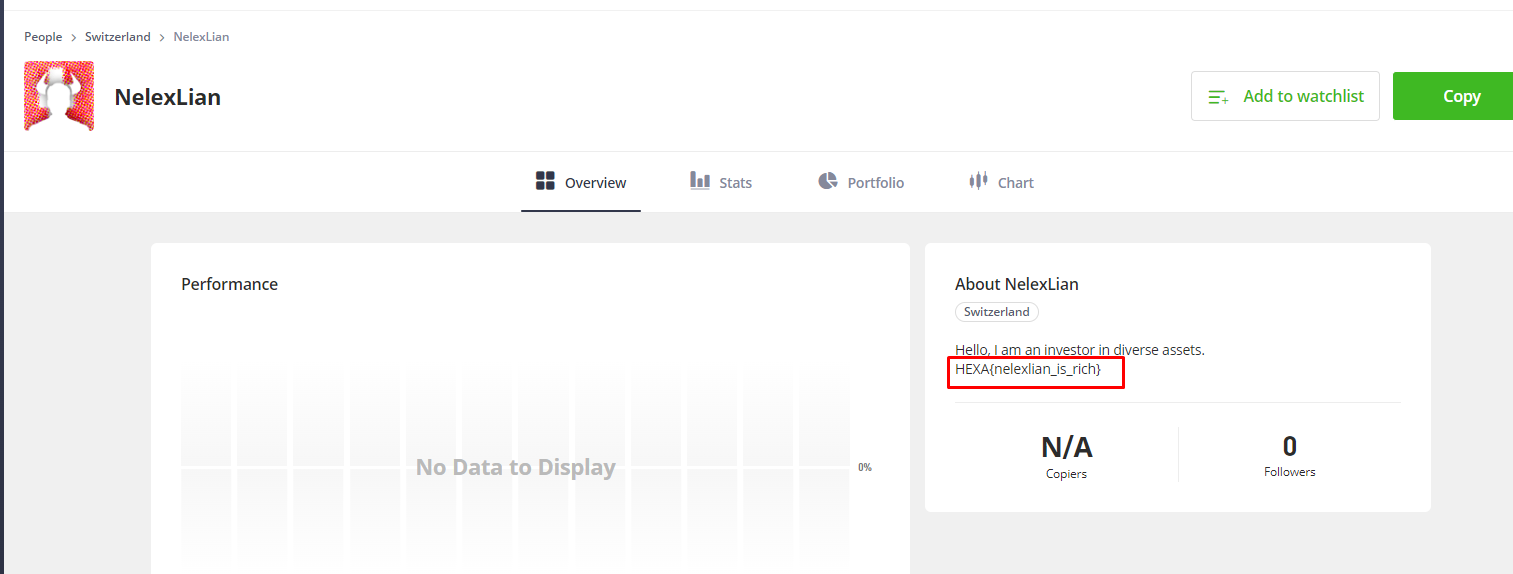 People > Switzerland > NelexLian
NelexLian
Add to watchlist
Copy
Overview
Stats
Portfolio
Chart
Performance
No Data to Display
0%
About NelexLian
Switzerland
Hello, I am an investor in diverse assets.
HEXA{nelexlian_is_rich}
N/A
Copiers
0
Followers